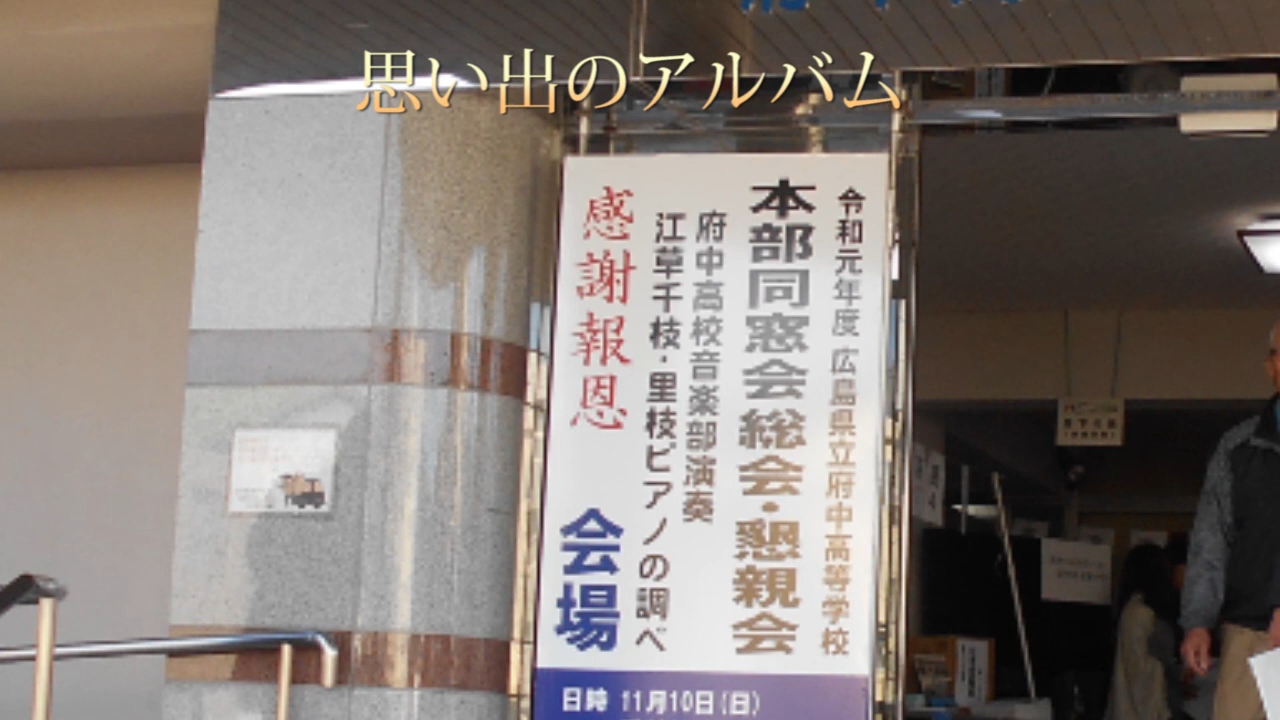 思い出のアルバム
令和元年度 広島県立府中高等学校
本部同窓会総会・懇親会
府中高校音楽部演奏
江草千枝・里枝ピアノの調べ
感謝報恩
会場
日時 11月10日(日)